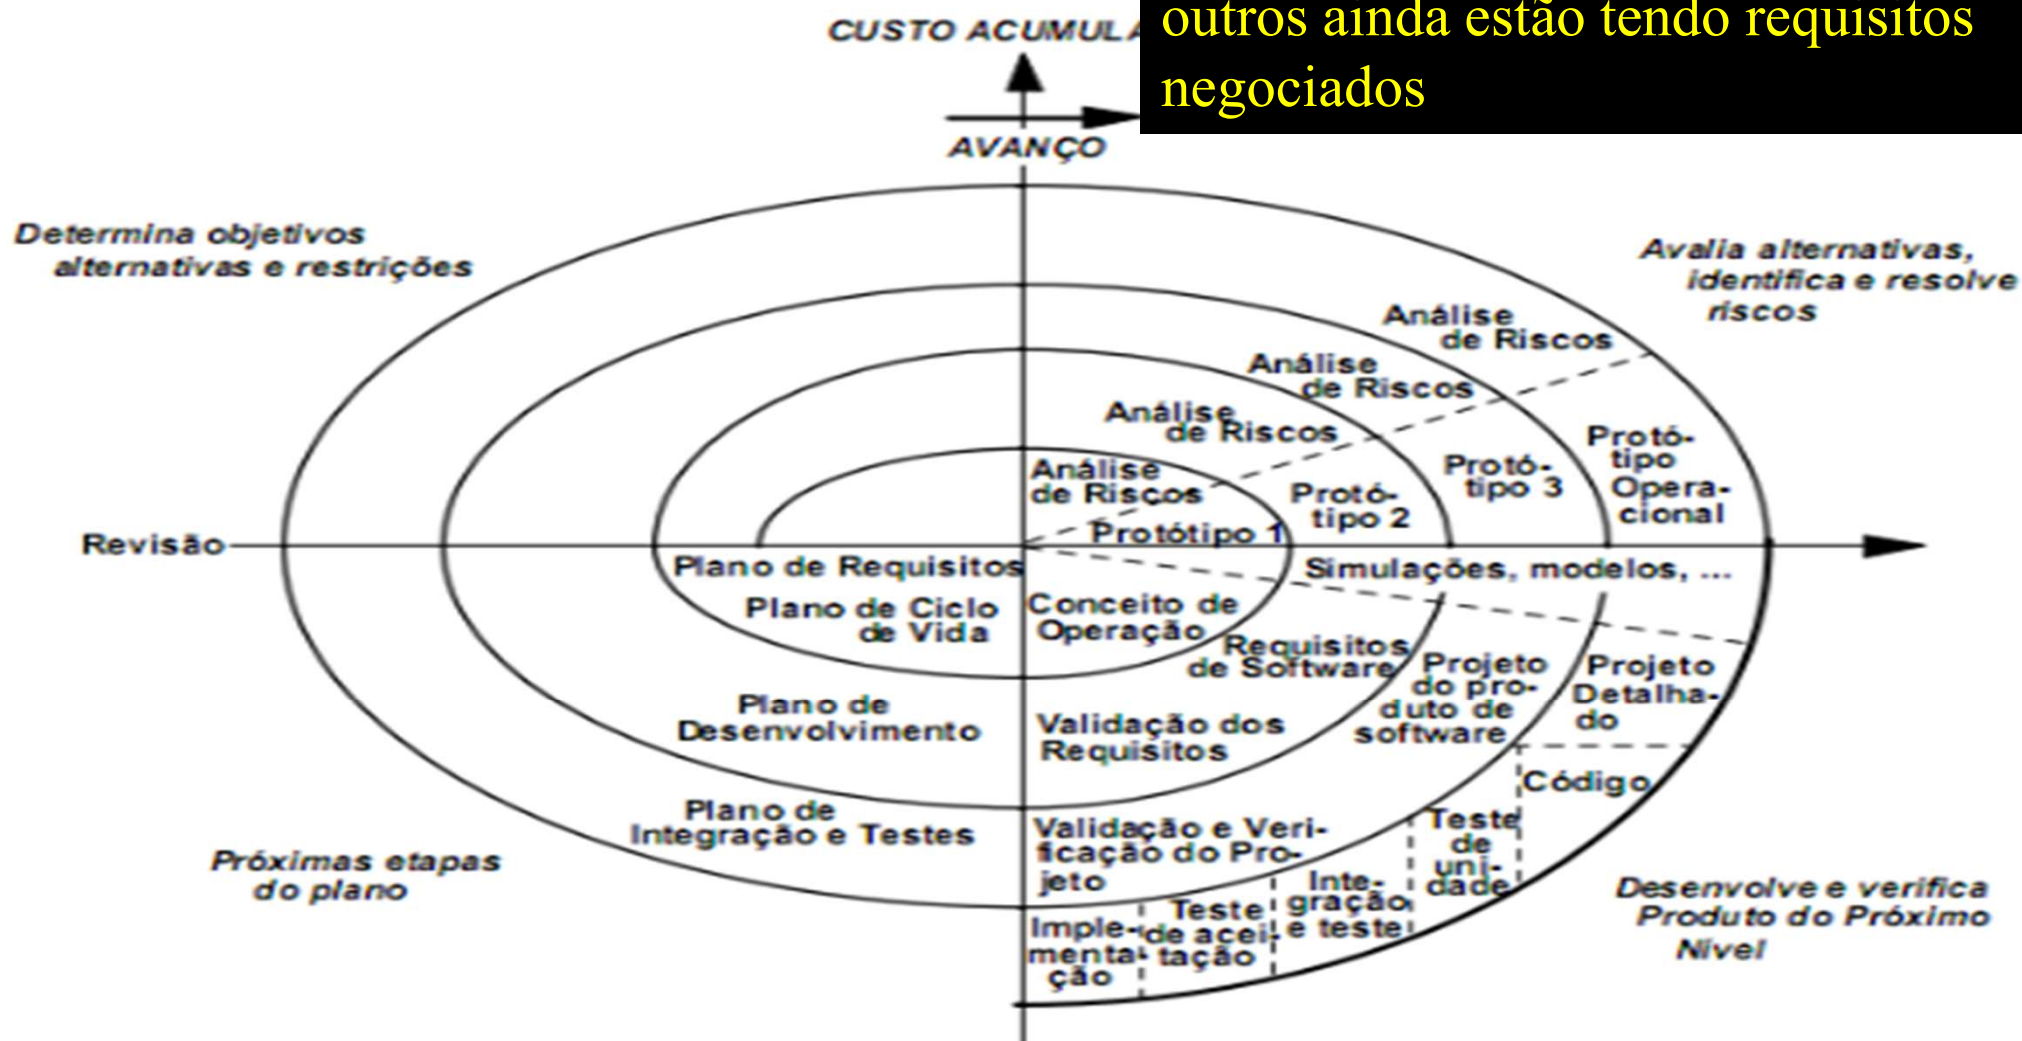 outros ainda estão tendo requisitos
negociados
CUSTO ACUMULA
AVANÇO
Determina objetivos
alternativas e restrições
Avalia alternativas,
identifica e resolve
riscos
Análise
de Riscos
Análise
de Riscos
Análise
de Riscos
Análise
de Riscos
Protó-
tipo
Opera-
cional
Protó-
tipo 3
Protó-
tipo 2
Protótipo 1
Revisão
Plano de Requisitos
Simulações, modelos, ...
Plano de Ciclo
de Vida
Conceito de
Operação
Requisitos
de Software
Projeto
do pro-
duto de
software
Projeto
Detalha-
do
Plano de
Desenvolvimento
Validação dos
Requisitos
Código
Plano de
Integração e Testes
Validação e Veri-
ficação do Pro-
jeto
Teste
de
uni-
dade
Inte-
gração
e teste
Teste
de acei-
tação
Imple-
menta-
ção
Próximas etapas
do plano
Desenvolve e verifica
Produto do Próximo
Nível